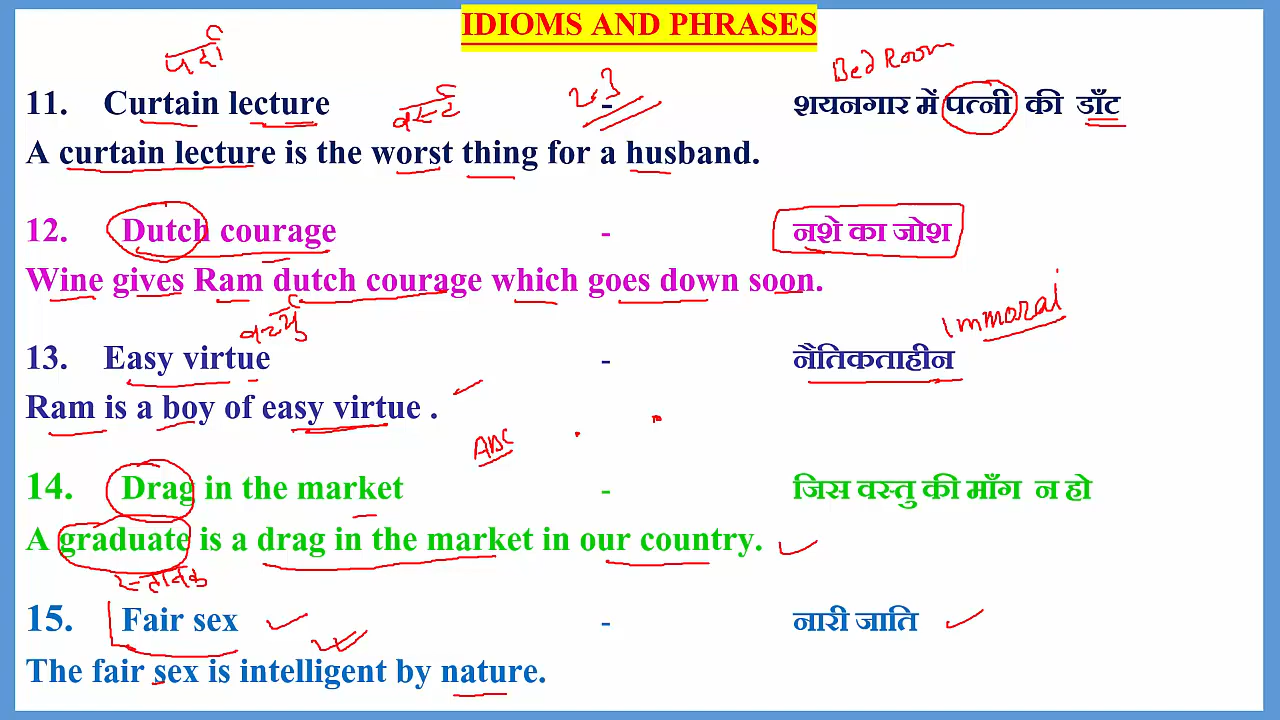 IDIOMS AND PHRASES
पर्दा
Bed Room
11. Curtain lecture - शयनगार में पत्नी की डाँट
वर्स्ट
A curtain lecture is the worst thing for a husband.
12. Dutch courage - नशे का जोश
Wine gives Ram dutch courage which goes down soon.
Immoral
13. Easy virtue - नैतिकताहीन
Ram is a boy of easy virtue .
ABC
14. Drag in the market - जिस वस्तु की माँग न हो
A graduate is a drag in the market in our country.
स्नातक
15. Fair sex - नारी जाति
The fair sex is intelligent by nature.